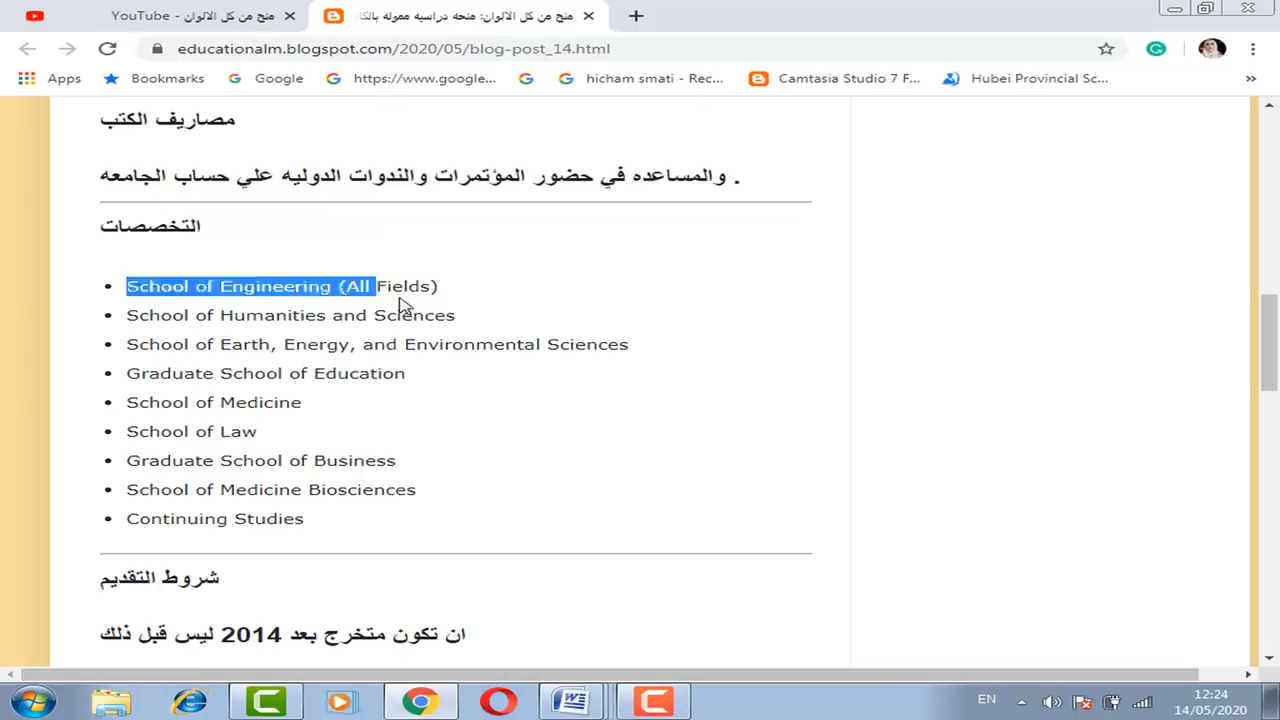 منح من كل الالوان - YouTube
منح من كل الالوان: منحه دراسيه ممولة بالكا
educationalm.blogspot.com/2020/05/blog-post_14.html
Apps
Bookmarks
Google
https://www.google...
hicham smati - Rec...
Camtasia Studio 7 F...
Hubei Provincial Sc...
»
مصاريف الكتب
والمساعده في حضور المؤتمرات والندوات الدوليه علي حساب الجامعه .
التخصصات
• School of Engineering (All Fields)
• School of Humanities and Sciences
• School of Earth, Energy, and Environmental Sciences
• Graduate School of Education
• School of Medicine
• School of Law
• Graduate School of Business
• School of Medicine Biosciences
• Continuing Studies
شروط التقديم
ان تكون متخرج بعد 2014 ليس قبل ذلك
EN
12:24
14/05/2020